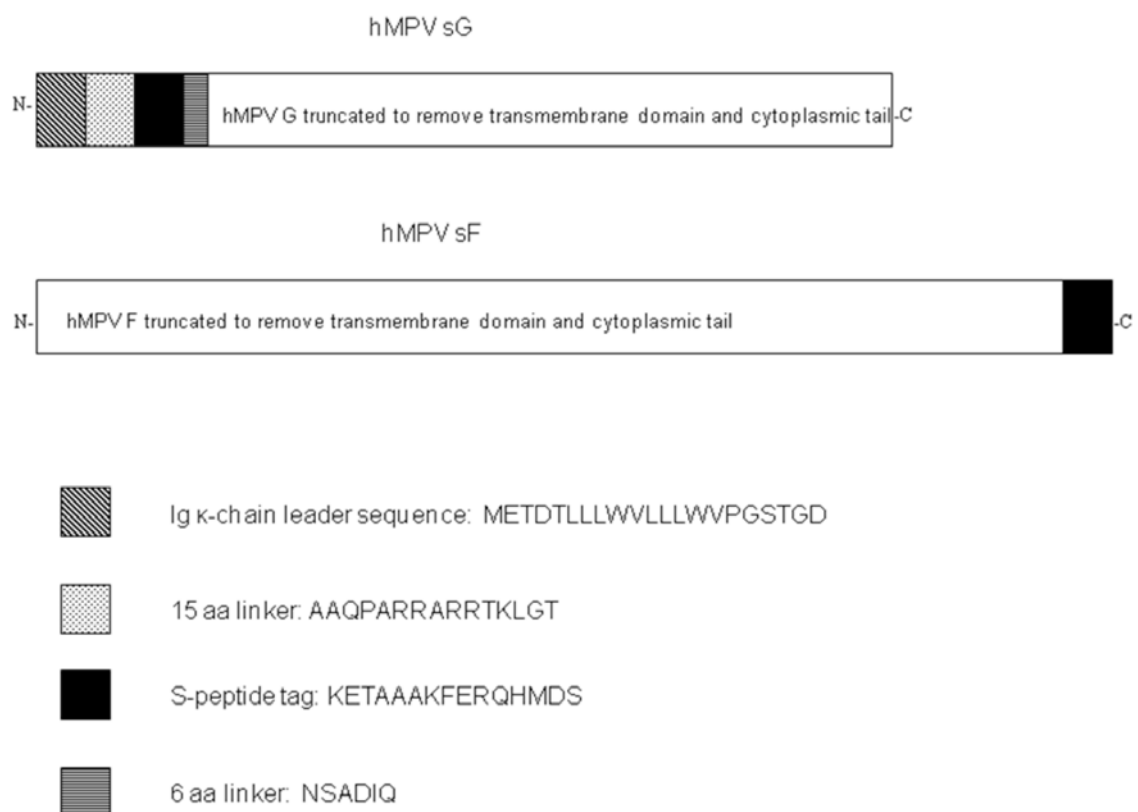 hMPV sG
N-
hMPV G truncated to remove transmembrane domain and cytoplasmic tail
-C
hMPV sF
N-
hMPV F truncated to remove transmembrane domain and cytoplasmic tail
-C
Ig κ-chain leader sequence: METDTLLLWVLLLWVPGSTGD
15 aa linker: AAQPARRARRTKLGT
S-peptide tag: KETAAAKFERQHMDS
6 aa linker: NSADIQ